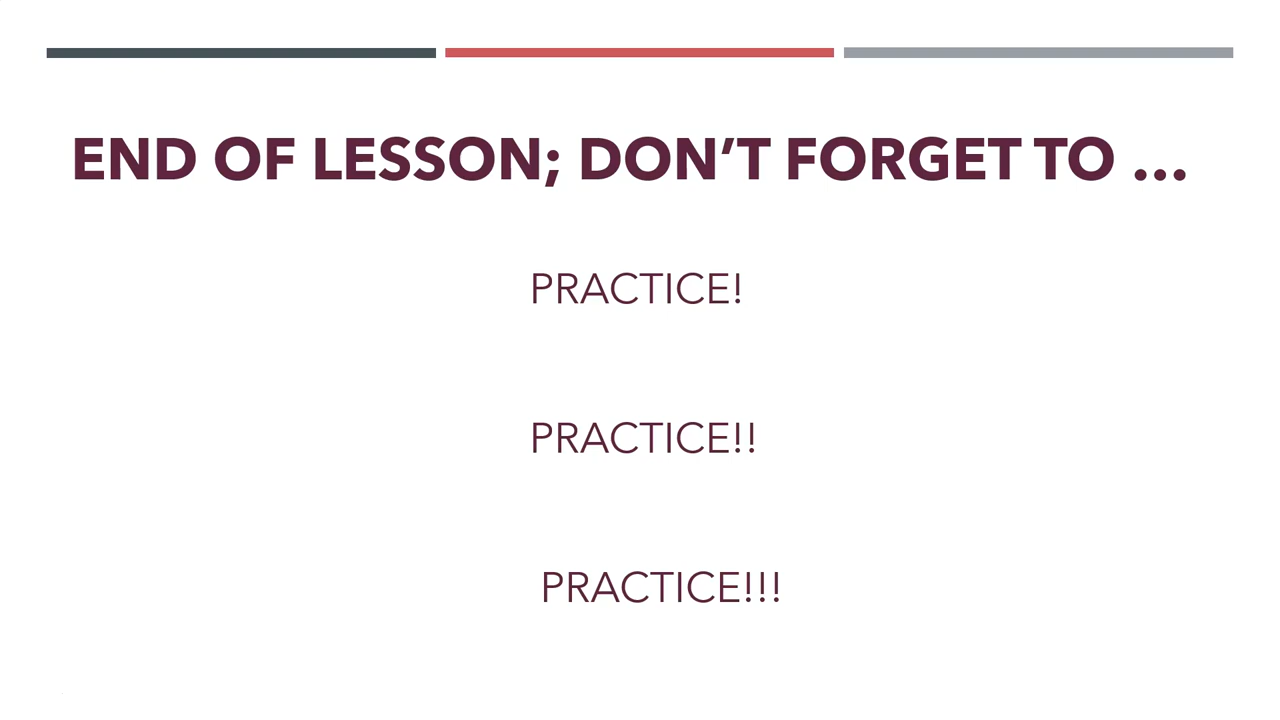 END OF LESSON; DON’T FORGET TO …
PRACTICE!
PRACTICE!!
PRACTICE!!!